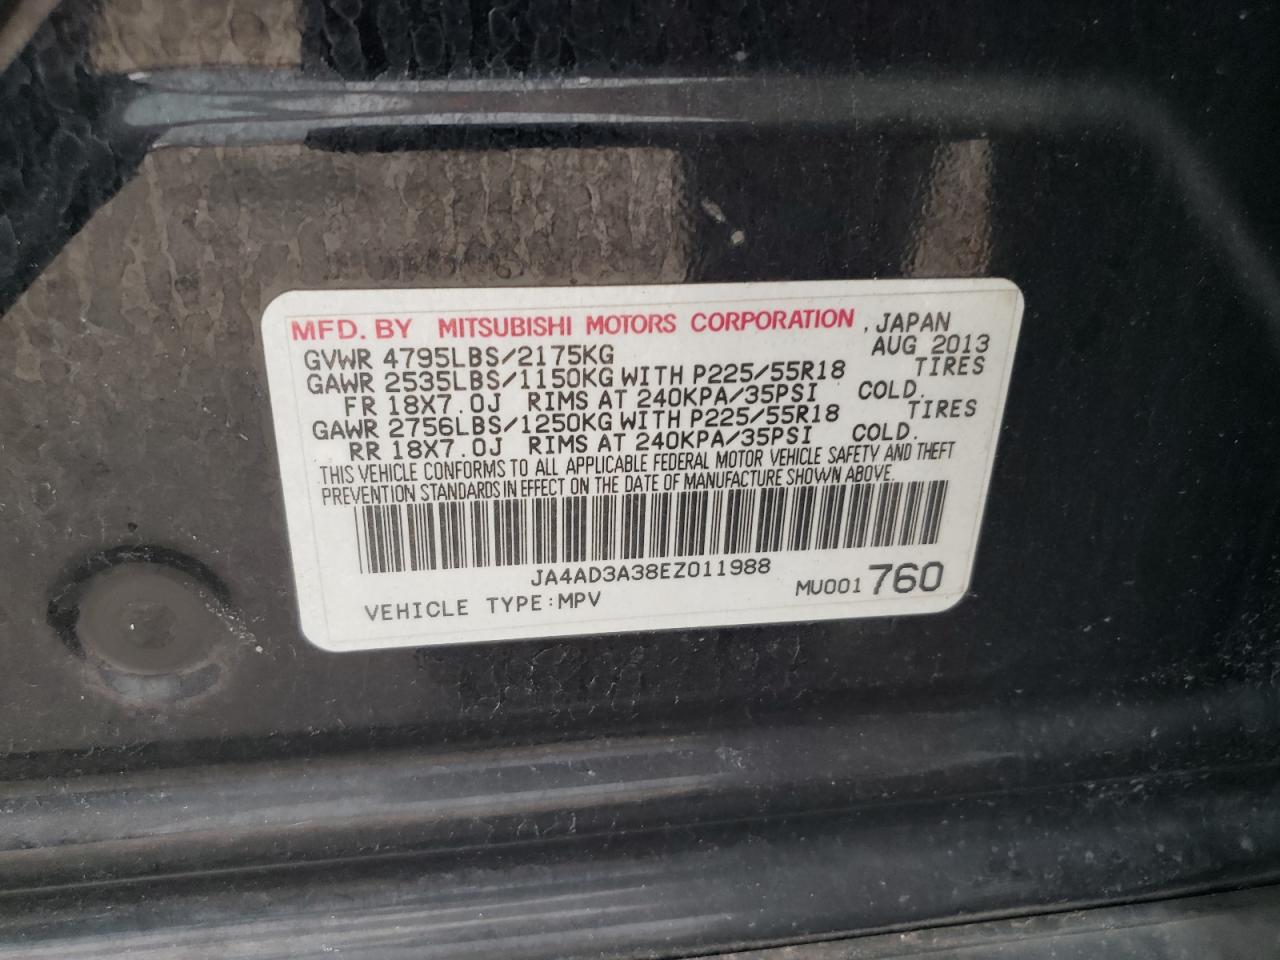 MFD. BY MITSUBISHI MOTORS CORPORATION , JAPAN
GVWR 4795LBS/2175KG AUG 2013
GAWR 2535LBS/1150KG WITH P225/55R18 TIRES
FR 18X7.0J RIMS AT 240KPA/35PSI COLD.
GAWR 2756LBS/1250KG WITH P225/55R18 TIRES
RR 18X7.0J RIMS AT 240KPA/35PSI COLD.
THIS VEHICLE CONFORMS TO ALL APPLICABLE FEDERAL MOTOR VEHICLE SAFETY AND THEFT
PREVENTION STANDARDS IN EFFECT ON THE DATE OF MANUFACTURE SHOWN ABOVE.
JA4AD3A38EZ011988
VEHICLE TYPE:MPV MU001760